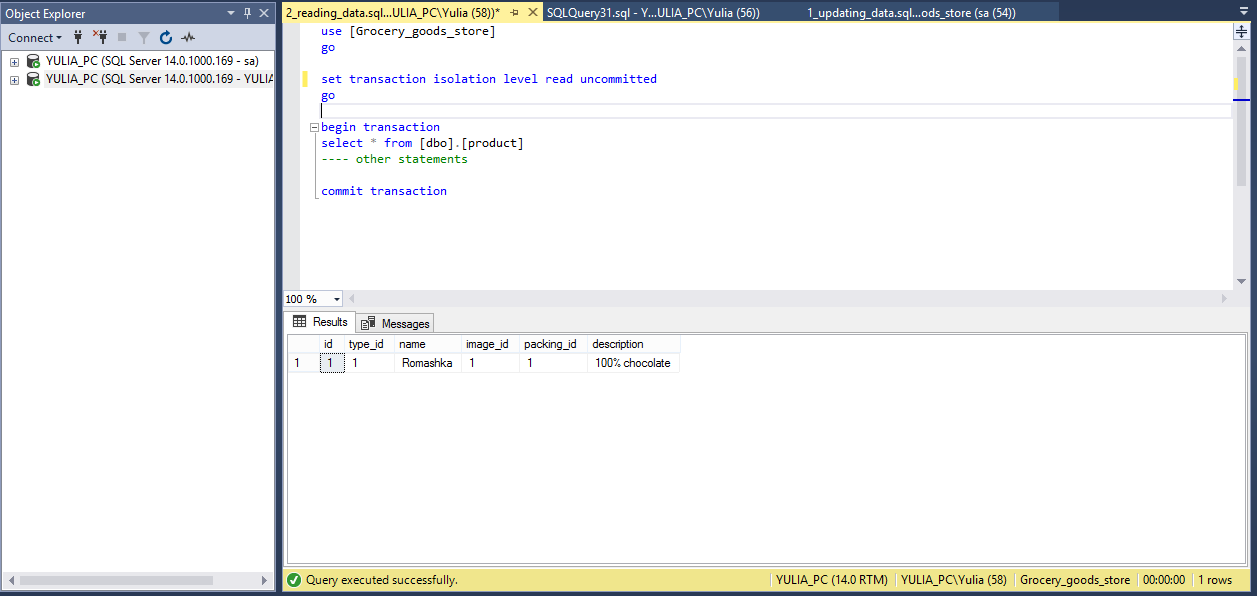 Object Explorer
Connect
YULIA_PC (SQL Server 14.0.1000.169 - sa)
YULIA_PC (SQL Server 14.0.1000.169 - YULIA
2_reading_data.sql...ULIA_PC\Yulia (58))* SQLQuery31.sql - Y...ULIA_PC\Yulia (56)) 1_updating_data.sql...ods_store (sa (54))
use [Grocery_goods_store]
go
set transaction isolation level read uncommitted
go
begin transaction
select * from [dbo].[product]
---- other statements
commit transaction
100 %
Results Messages
id type_id name image_id packing_id description
1 1 1 Romashka 1 1 100% chocolate
Query executed successfully. YULIA_PC (14.0 RTM) YULIA_PC\Yulia (58) Grocery_goods_store 00:00:00 1 rows